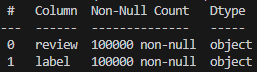 #   Column  Non-Null Count   Dtype
---  ------  --------------   -----
0   review  100000 non-null  object
1   label   100000 non-null  object